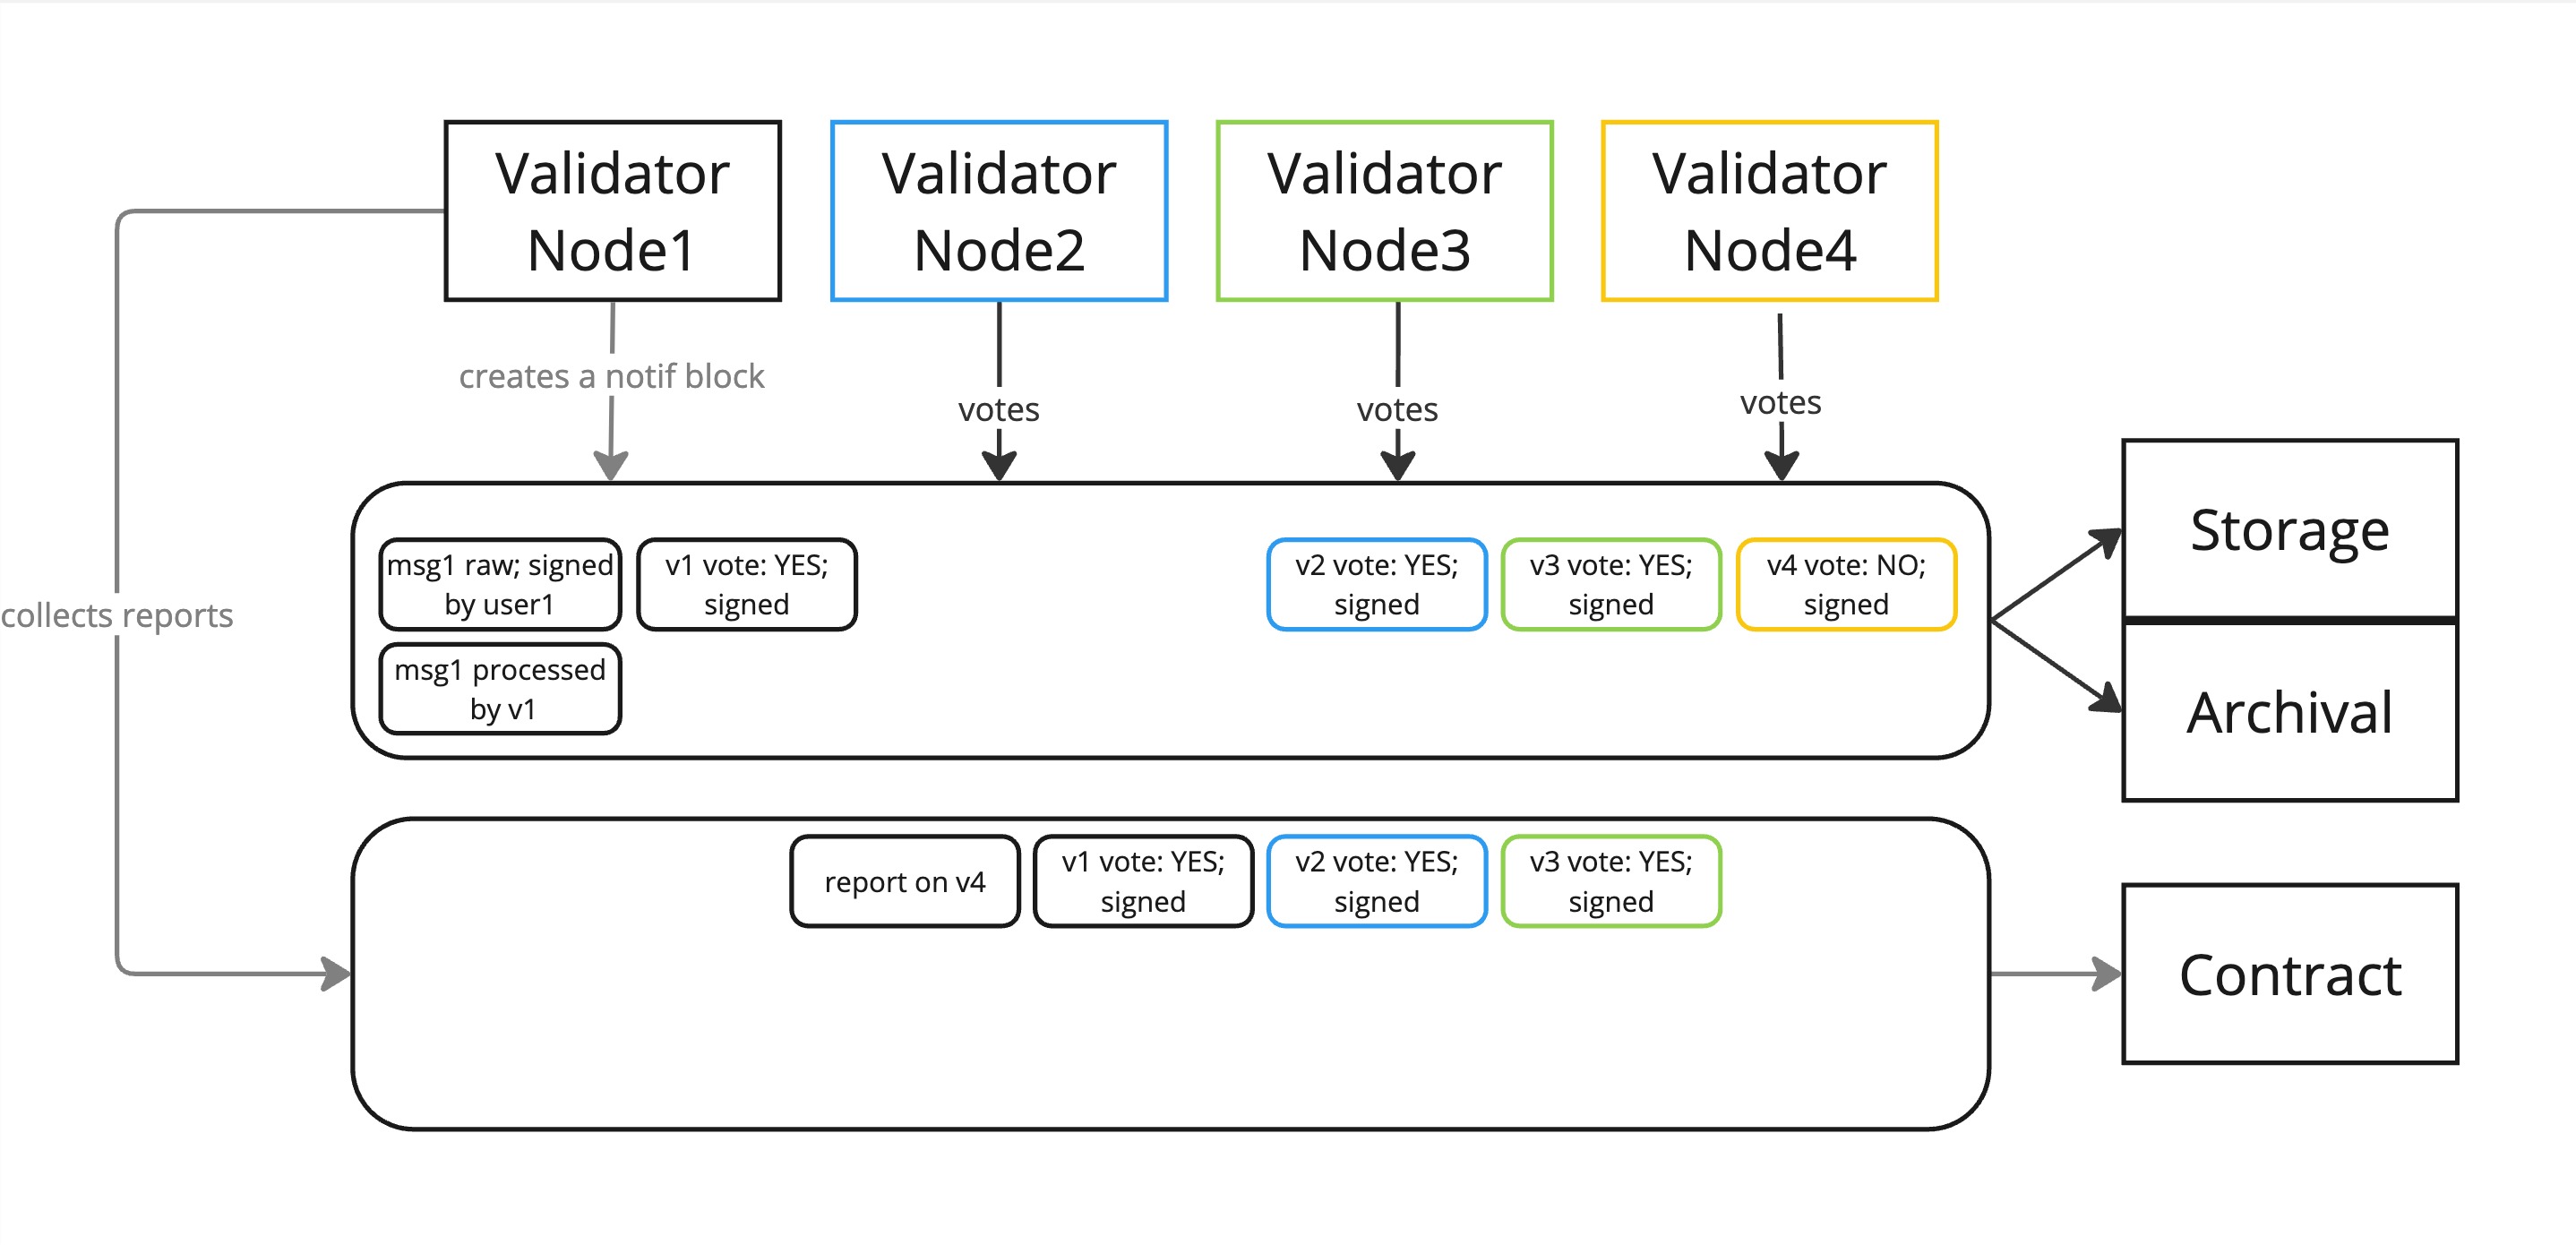 Validator
Node1
Validator
Node2
Validator
Node3
Validator
Node4
creates a notif block
votes
votes
votes
collects reports
msg1 raw; signed
by user1
v1 vote: YES;
signed
v2 vote: YES;
signed
v3 vote: YES;
signed
v4 vote: NO;
signed
msg1 processed
by v1
Storage
Archival
report on v4
v1 vote: YES;
signed
v2 vote: YES;
signed
v3 vote: YES;
signed
Contract